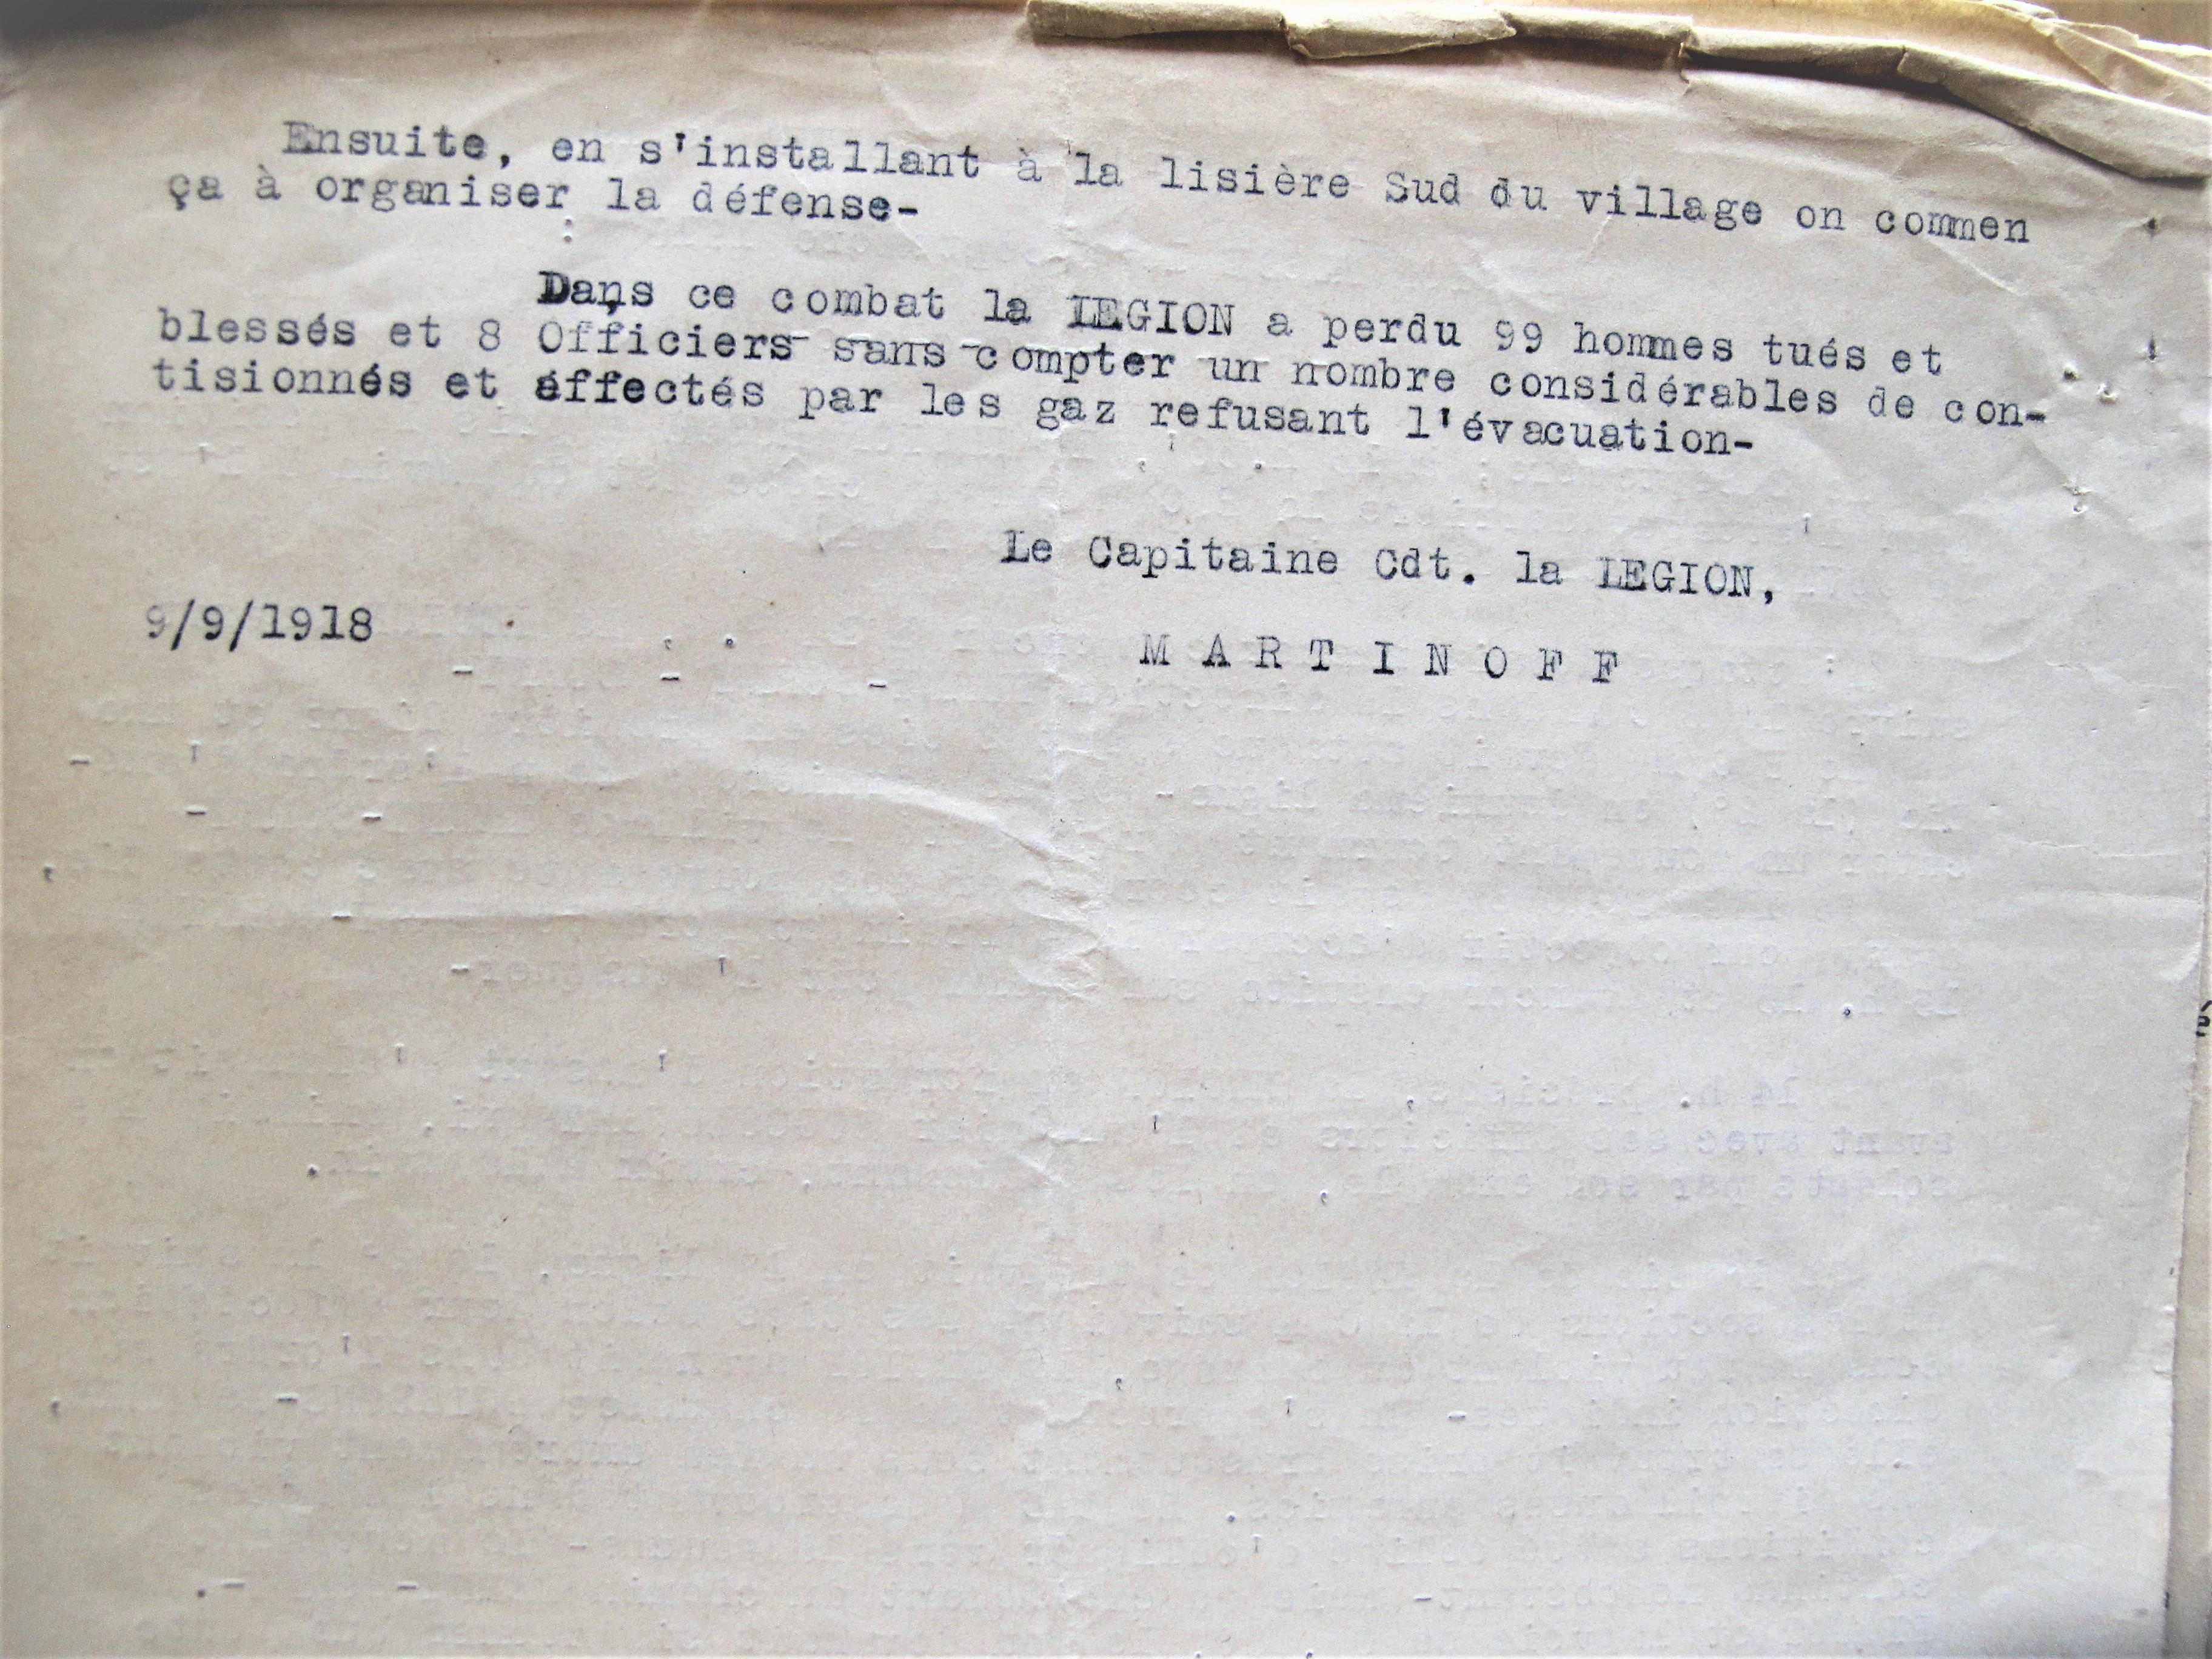 Ensuite, en s'installant à la lisière Sud du village on commen
ça à organiser la défense-
Dans ce combat la LEGION a perdu 99 hommes tués et
blessés et 8 Officiers sans compter un nombre considérables de con-
tisionnés et éffectés par les gaz refusant l'évacuation-
Le Capitaine Cdt. la LEGION,
9/9/1918
M A R T I N O F F